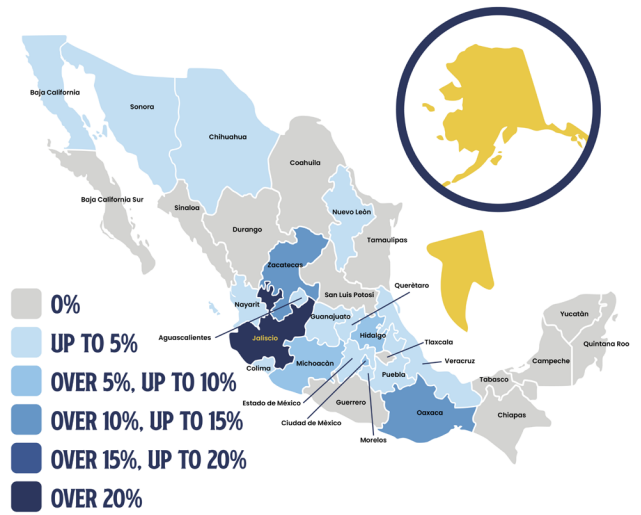 Baja California
Sonora
Chihuahua
Coahuila
Baja California Sur
Sinaloa
Nuevo León
Durango
Tamaulipas
Zacatecas
San Luis Potosí
Querétaro
Nayarit
Guanajuato
Aguascalientes
Jalisco
Hidalgo
Tlaxcala
Veracruz
Colima
Michoacán
Puebla
Estado de México
Guerrero
Ciudad de México
Morelos
Oaxaca
Yucatán
Quintana Roo
Campeche
Tabasco
Chiapas
0%
UP TO 5%
OVER 5%, UP TO 10%
OVER 10%, UP TO 15%
OVER 15%, UP TO 20%
OVER 20%